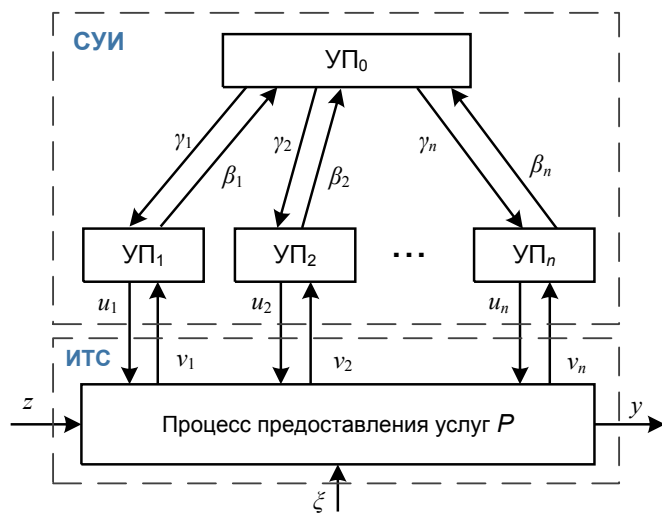 СУИ
УП₀
γ₁
β₁
γ₂
β₂
γₙ
βₙ
УП₁
УП₂
...
УПₙ
u₁
v₁
u₂
v₂
uₙ
vₙ
ИТС
z
Процесс предоставления услуг P
y
ξ